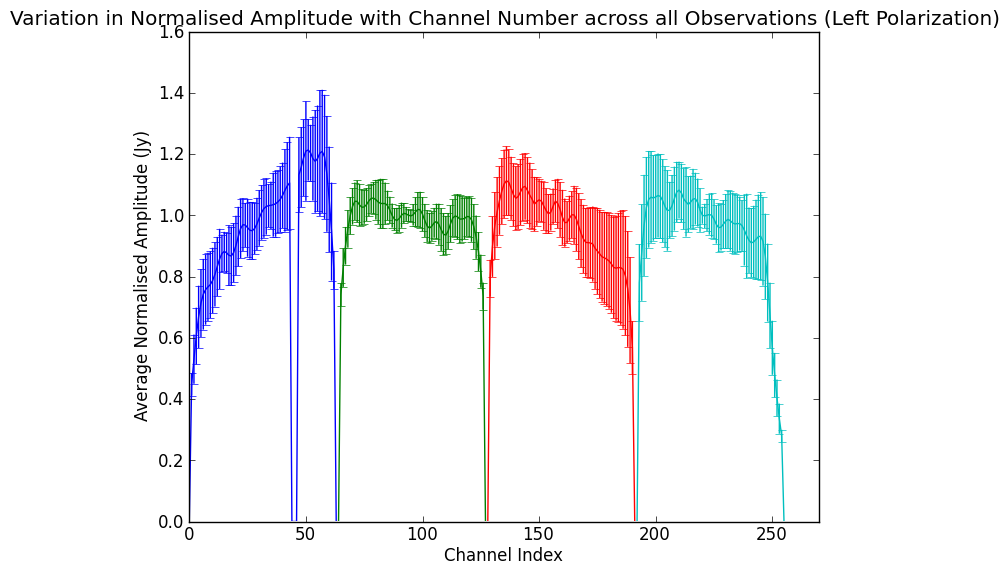 Variation in Normalised Amplitude with Channel Number across all Observations (Left Polarization)
1.6
1.4
1.2
1.0
0.8
0.6
0.4
0.2
0.0
Average Normalised Amplitude (Jy)
0 50 100 150 200 250
Channel Index